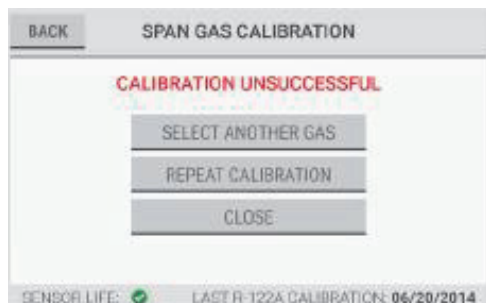 BACK
SPAN GAS CALIBRATION
CALIBRATION UNSUCCESSFUL
SELECT ANOTHER GAS
REPEAT CALIBRATION
CLOSE
SENSOR LIFE:
LAST R-122A CALIBRATION: 06/20/2014